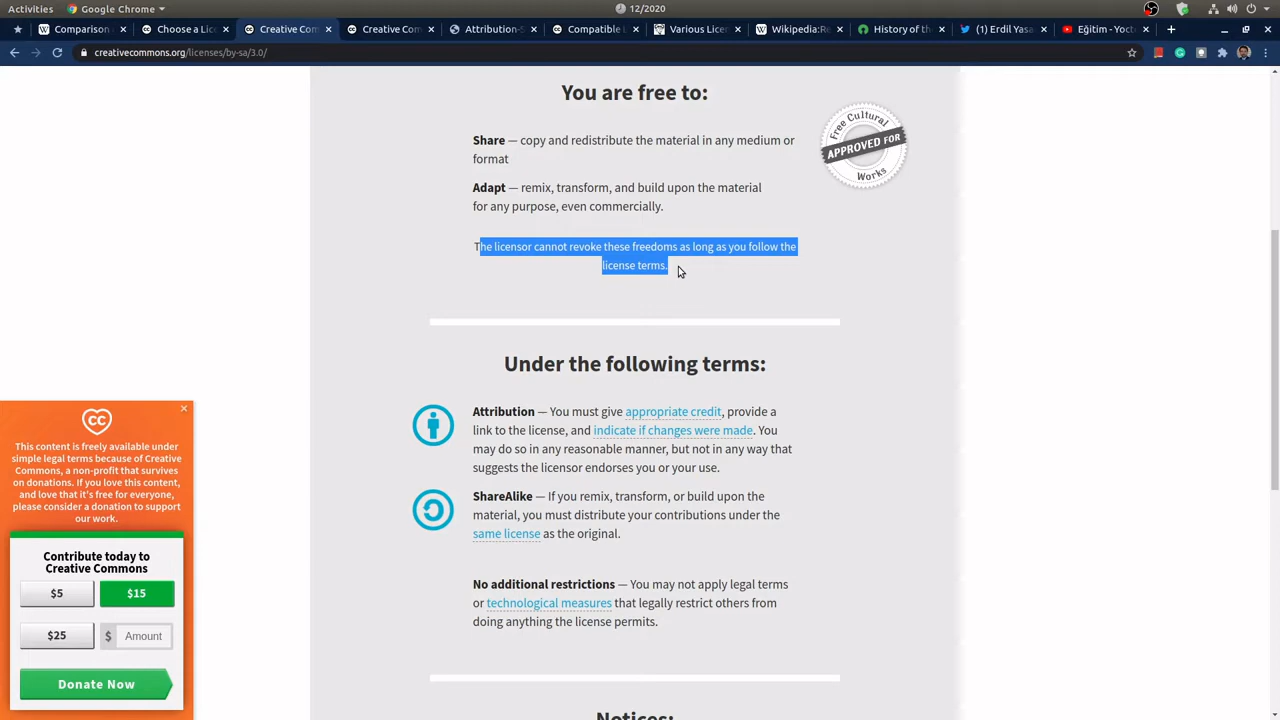 Activities
Google Chrome
12/2020
Comparison
Choose a Lice
Creative Com
Creative Com
Attribution-S
Compatible L
Various Licen
Wikipedia:Re
History of the
(1) Erdil Yasa
Eğitim - Yocto
creativecommons.org/licenses/by-sa/3.0/
You are free to:
Share — copy and redistribute the material in any medium or
format
Adapt — remix, transform, and build upon the material
for any purpose, even commercially.
The licensor cannot revoke these freedoms as long as you follow the
license terms.
Free Cultural
APPROVED FOR
Works
Under the following terms:
Attribution — You must give appropriate credit, provide a
link to the license, and indicate if changes were made. You
may do so in any reasonable manner, but not in any way that
suggests the licensor endorses you or your use.
ShareAlike — If you remix, transform, or build upon the
material, you must distribute your contributions under the
same license as the original.
No additional restrictions — You may not apply legal terms
or technological measures that legally restrict others from
doing anything the license permits.
Notices:
CC
This content is freely available under
simple legal terms because of Creative
Commons, a non-profit that survives
on donations. If you love this content,
and love that it's free for everyone,
please consider a donation to support
our work.
Contribute today to
Creative Commons
$5
$15
$25
$ Amount
Donate Now